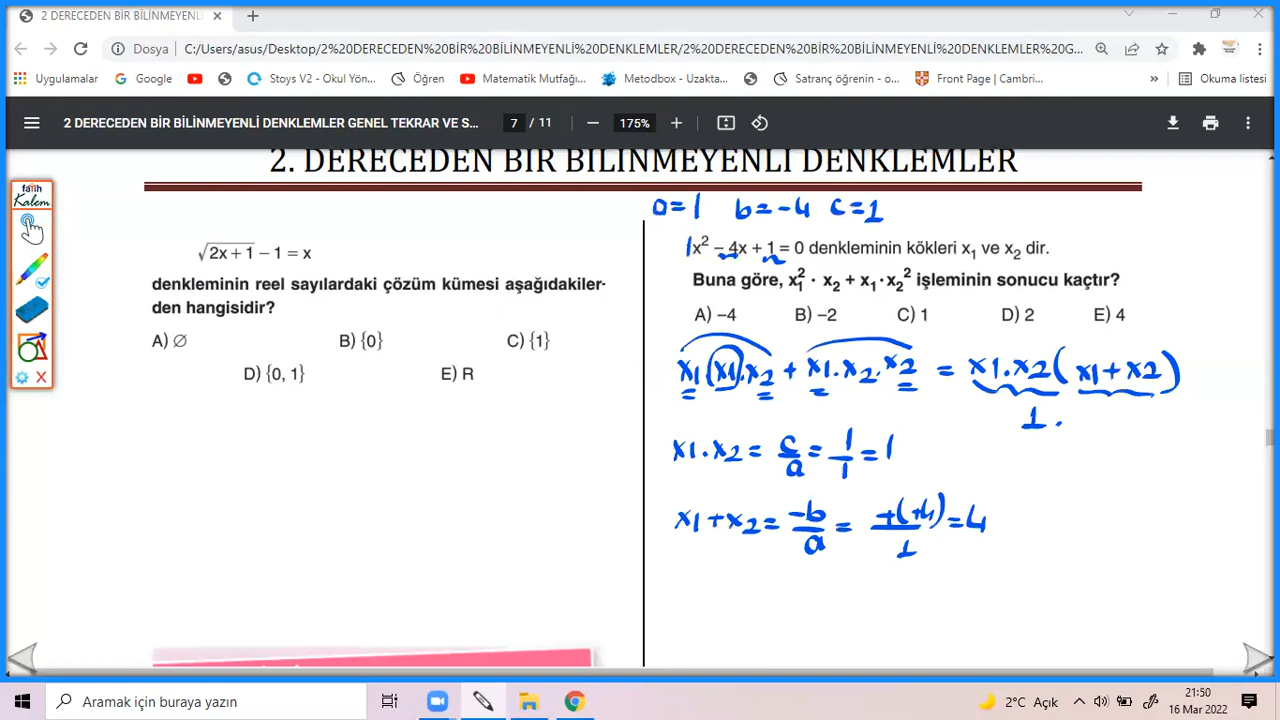 2 DERECEDEN BİR BİLİNMEYENLİ
Dosya
C:/Users/asus/Desktop/2%20DERECEDEN%20BİR%20BİLİNMEYENLİ%20DENKLEMLER/2%20DERECEDEN%20BİR%20BİLİNMEYENLİ%20DENKLEMLER%20G...
Uygulamalar Google Stoys V2 - Okul Yön... Öğren Matematik Mutfağı... Metodbox - Uzakta... Satranç öğrenin - o... Front Page | Cambri... » Okuma listesi
2 DERECEDEN BİR BİLİNMEYENLİ DENKLEMLER GENEL TEKRAR VE S... 7 / 11 175%
2. DERECEDEN BİR BİLİNMEYENLİ DENKLEMLER
fatih
Kalem
√2x + 1 − 1 = x
denkleminin reel sayılardaki çözüm kümesi aşağıdakiler-
den hangisidir?
A) ∅ B) {0} C) {1}
D) {0, 1} E) R
a=1 b=-4 c=1
1x² − 4x + 1 = 0 denkleminin kökleri x₁ ve x₂ dir.
Buna göre, x₁² · x₂ + x₁ · x₂² işleminin sonucu kaçtır?
A) −4 B) −2 C) 1 D) 2 E) 4
x1(x1).x2 + x1.x2.x2 = x1.x2(x1+x2)
1 .
x1.x2 = c/a = 1/1 = 1
x1+x2 = -b/a = +(+4)/1 = 4
Aramak için buraya yazın
2°C Açık
21:50
16 Mar 2022